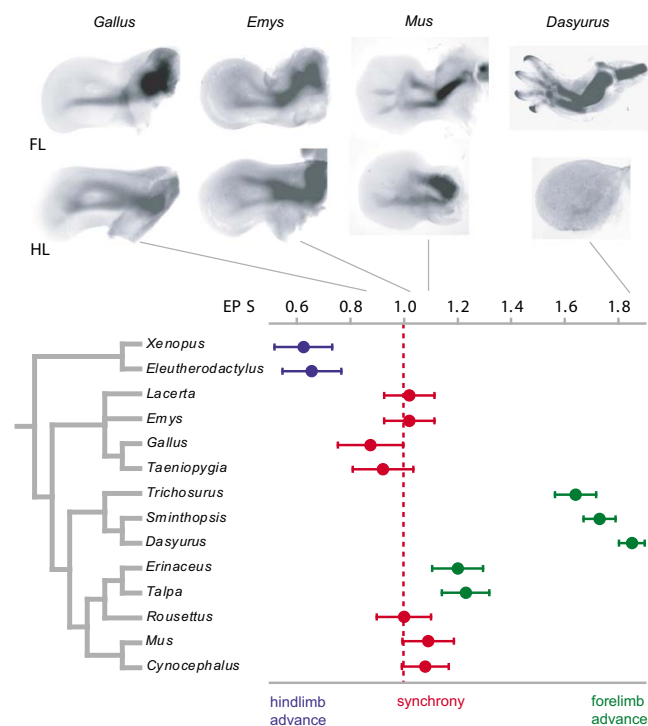 Gallus Emys Mus Dasyurus
FL
HL
EP S 0.6 0.8 1.0 1.2 1.4 1.6 1.8
Xenopus
Eleutherodactylus
Lacerta
Emys
Gallus
Taeniopygia
Trichosurus
Sminthopsis
Dasyurus
Erinaceus
Talpa
Rousettus
Mus
Cynocephalus
hindlimb synchrony forelimb
advance advance